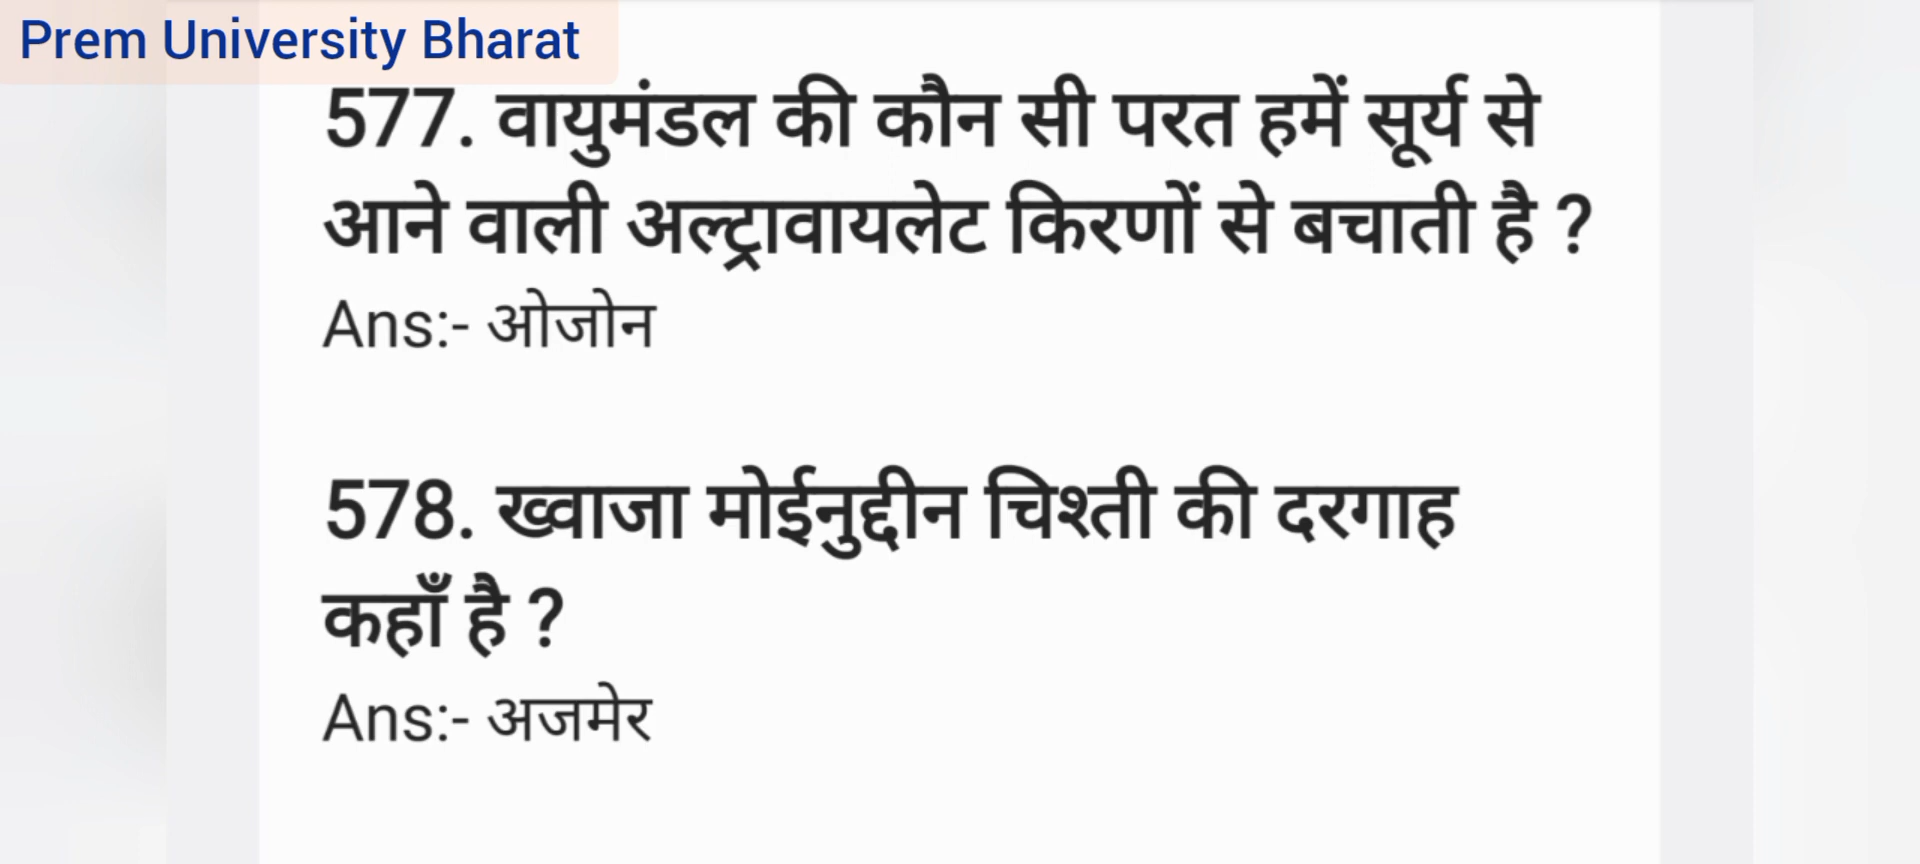 Prem University Bharat
577. वायुमंडल की कौन सी परत हमें सूर्य से
आने वाली अल्ट्रावायलेट किरणों से बचाती है ?
Ans:- ओजोन
578. ख्वाजा मोईनुद्दीन चिश्ती की दरगाह
कहाँ है ?
Ans:- अजमेर